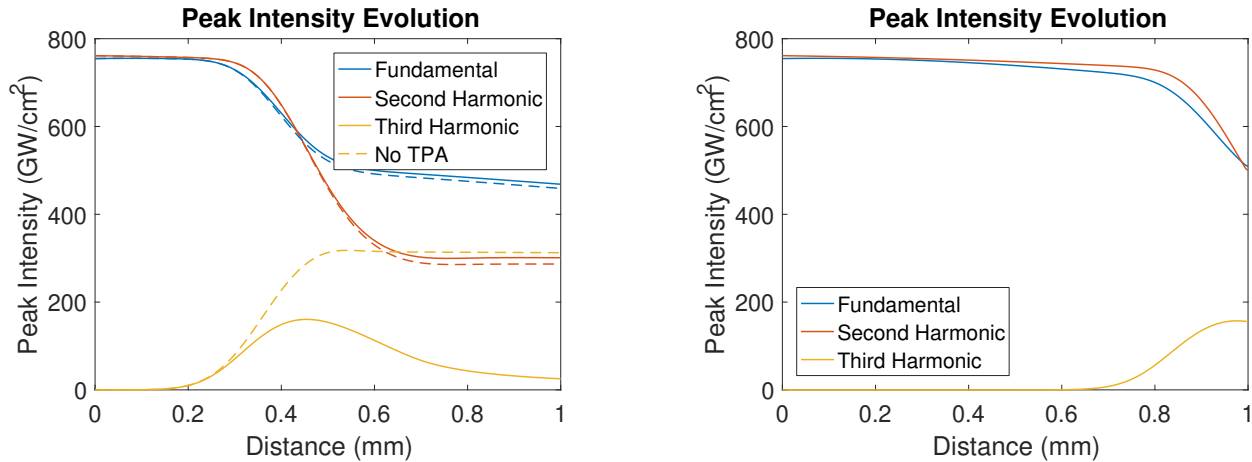 Peak Intensity Evolution
Peak Intensity (GW/cm²)
800
600
400
200
0
Fundamental
Second Harmonic
Third Harmonic
No TPA
0 0.2 0.4 0.6 0.8 1
Distance (mm)
Peak Intensity Evolution
Peak Intensity (GW/cm²)
800
600
400
200
0
Fundamental
Second Harmonic
Third Harmonic
0 0.2 0.4 0.6 0.8 1
Distance (mm)